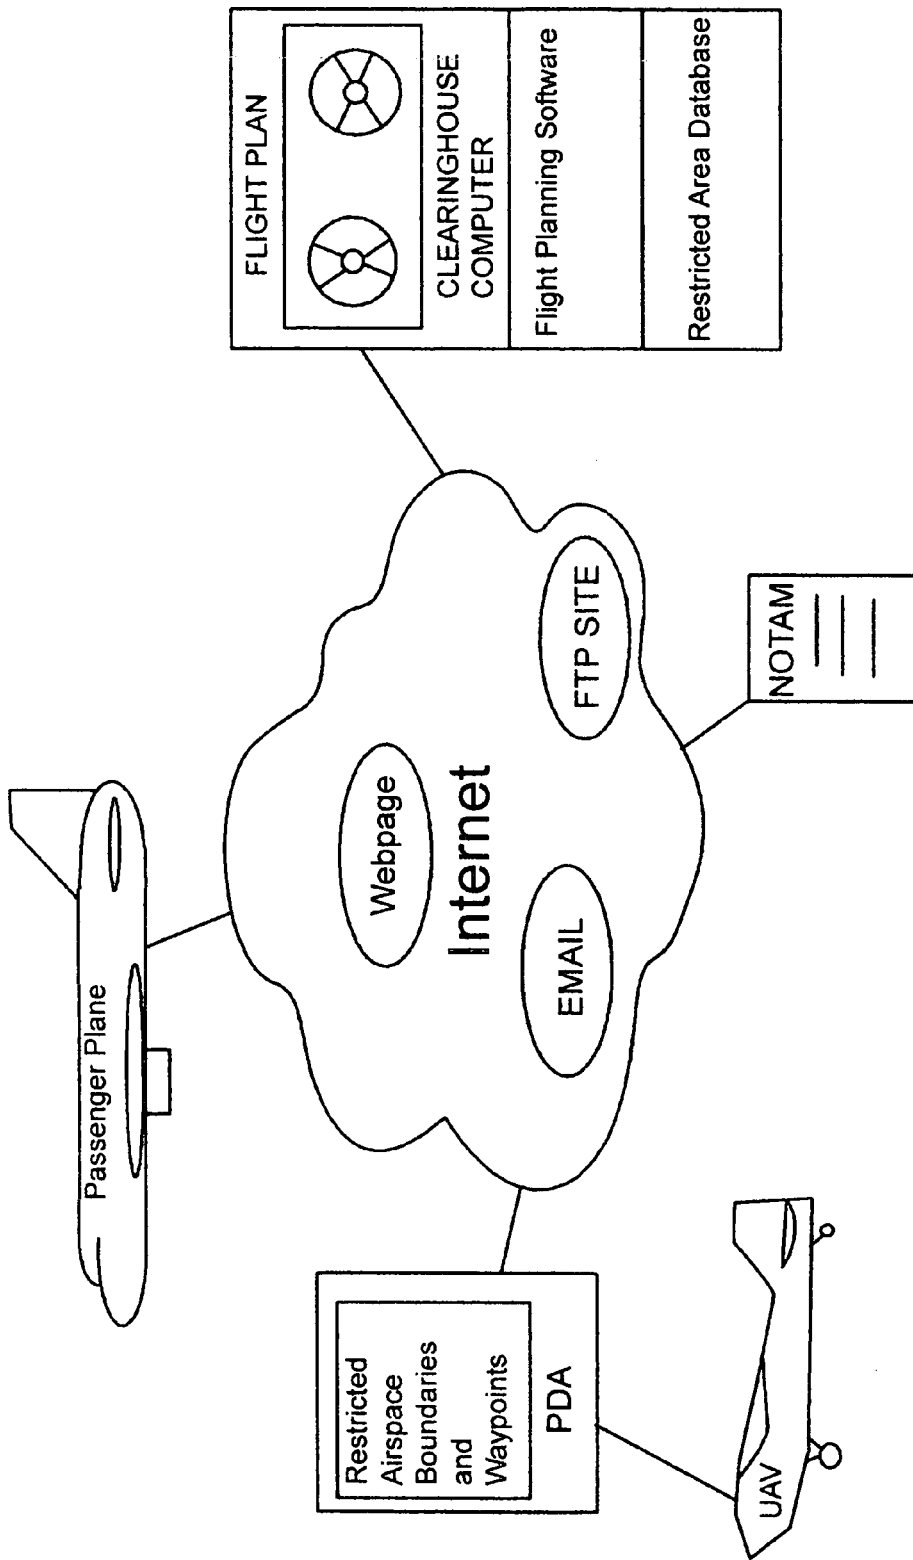 Passenger Plane
FLIGHT PLAN
CLEARINGHOUSE
COMPUTER
Flight Planning Software
Restricted Area Database
Webpage
Internet
EMAIL
FTP SITE
Restricted
Airspace
Boundaries
and
Waypoints
PDA
UAV
NOTAM